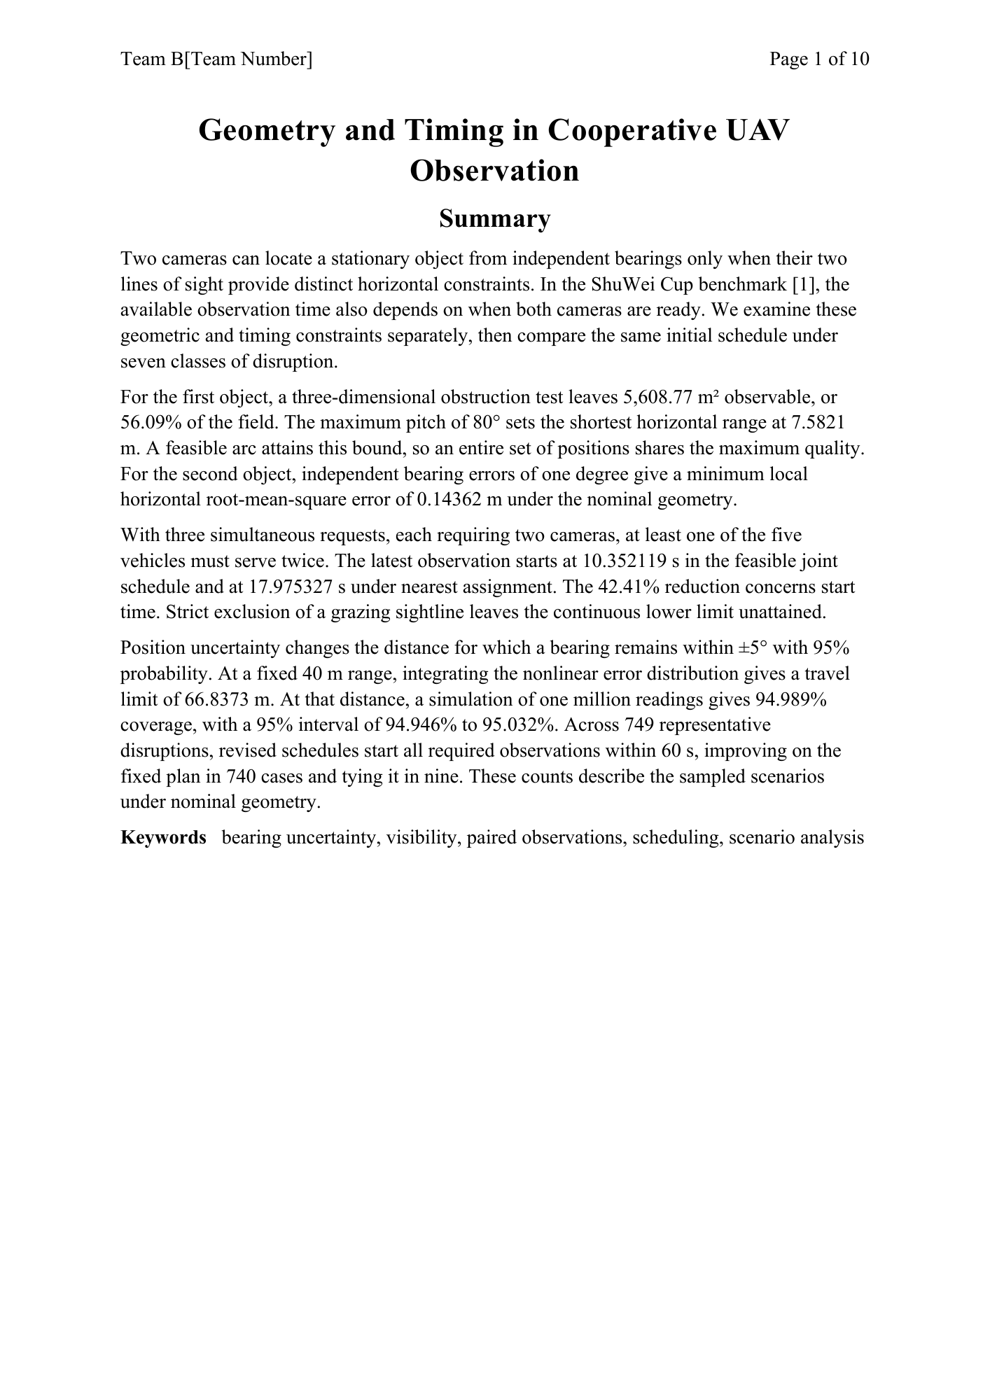 Team B[Team Number]
Page 1 of 10
Geometry and Timing in Cooperative UAV
Observation
Summary
Two cameras can locate a stationary object from independent bearings only when their two
lines of sight provide distinct horizontal constraints. In the ShuWei Cup benchmark [1], the
available observation time also depends on when both cameras are ready. We examine these
geometric and timing constraints separately, then compare the same initial schedule under
seven classes of disruption.
For the first object, a three-dimensional obstruction test leaves 5,608.77 m² observable, or
56.09% of the field. The maximum pitch of 80° sets the shortest horizontal range at 7.5821
m. A feasible arc attains this bound, so an entire set of positions shares the maximum quality.
For the second object, independent bearing errors of one degree give a minimum local
horizontal root-mean-square error of 0.14362 m under the nominal geometry.
With three simultaneous requests, each requiring two cameras, at least one of the five
vehicles must serve twice. The latest observation starts at 10.352119 s in the feasible joint
schedule and at 17.975327 s under nearest assignment. The 42.41% reduction concerns start
time. Strict exclusion of a grazing sightline leaves the continuous lower limit unattained.
Position uncertainty changes the distance for which a bearing remains within ±5° with 95%
probability. At a fixed 40 m range, integrating the nonlinear error distribution gives a travel
limit of 66.8373 m. At that distance, a simulation of one million readings gives 94.989%
coverage, with a 95% interval of 94.946% to 95.032%. Across 749 representative
disruptions, revised schedules start all required observations within 60 s, improving on the
fixed plan in 740 cases and tying it in nine. These counts describe the sampled scenarios
under nominal geometry.
Keywords bearing uncertainty, visibility, paired observations, scheduling, scenario analysis